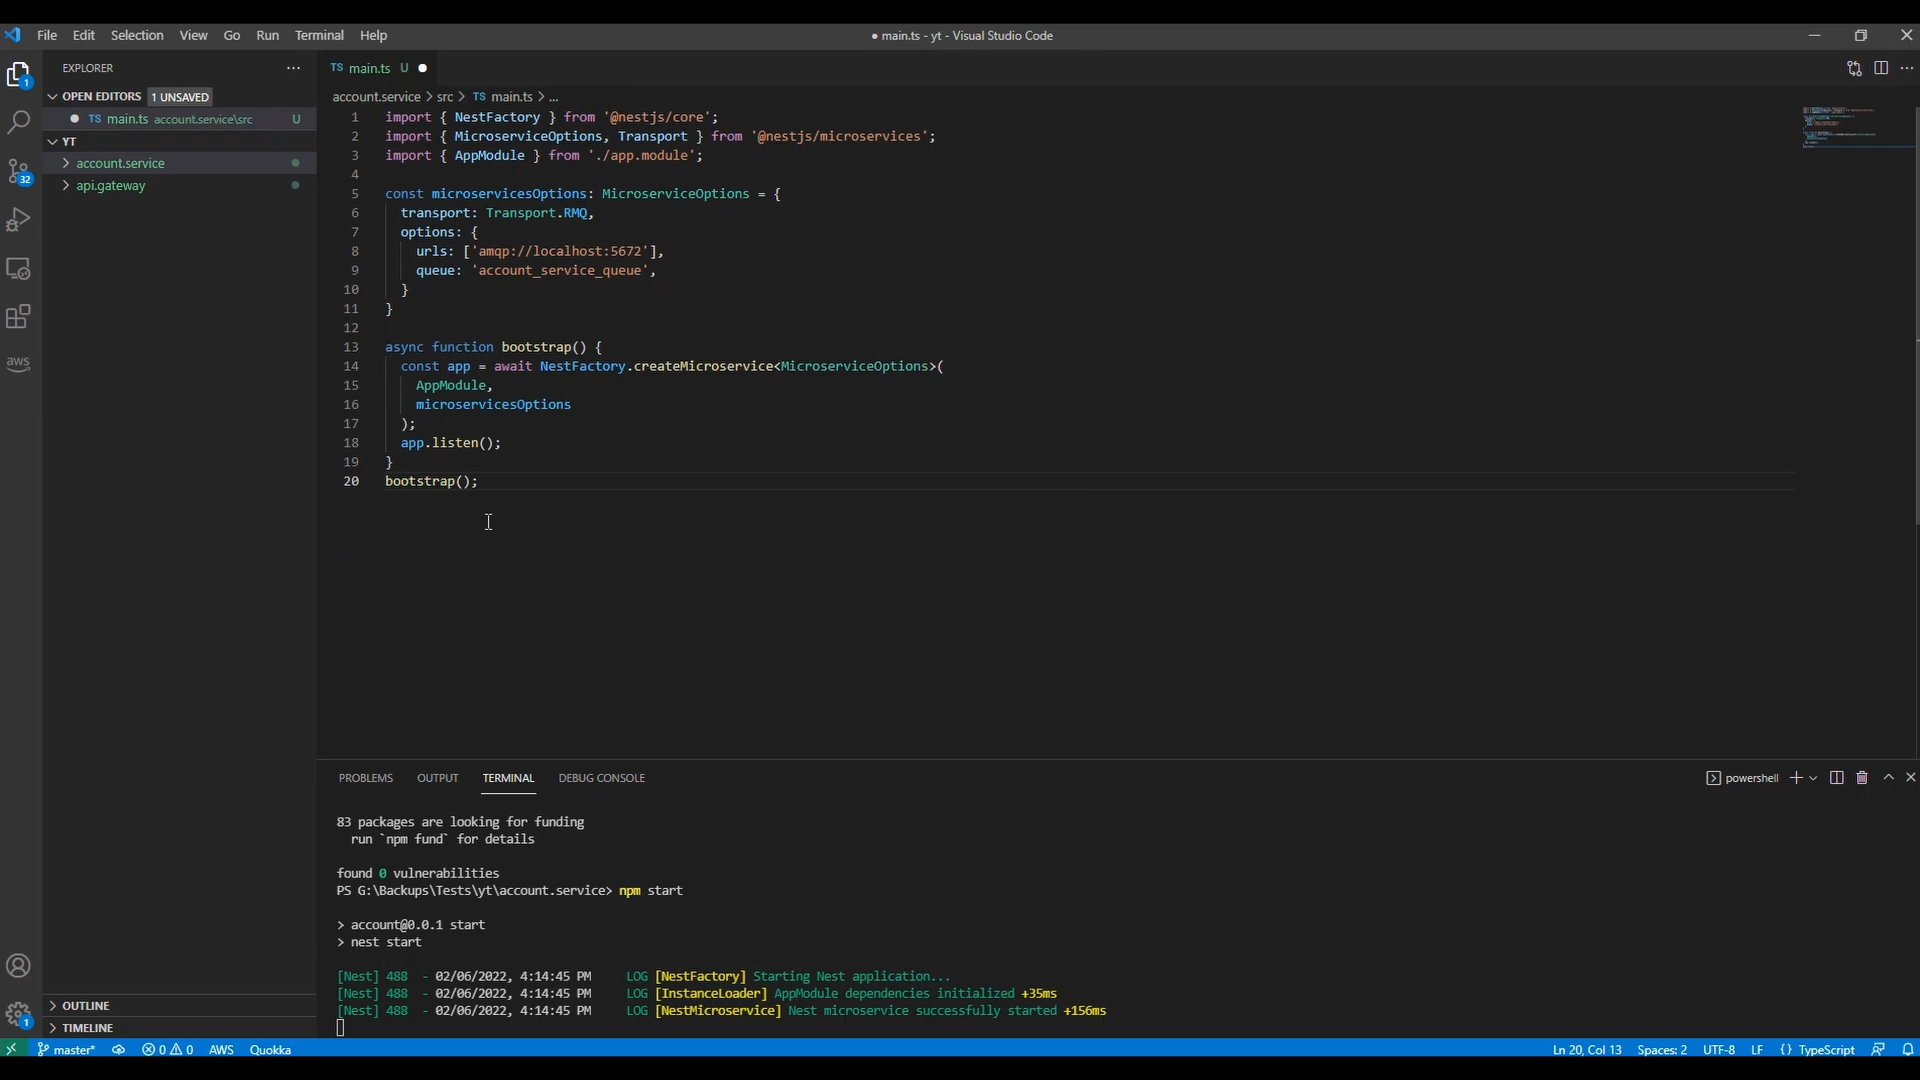 File Edit Selection View Go Run Terminal Help
● main.ts - yt - Visual Studio Code
EXPLORER
OPEN EDITORS 1 UNSAVED
TS main.ts account.service\src U
YT
account.service
api.gateway
OUTLINE
TIMELINE
1
32
aws
1
TS main.ts U
account.service > src > TS main.ts > ...
1 import { NestFactory } from '@nestjs/core';
2 import { MicroserviceOptions, Transport } from '@nestjs/microservices';
3 import { AppModule } from './app.module';
4
5 const microservicesOptions: MicroserviceOptions = {
6 transport: Transport.RMQ,
7 options: {
8 urls: ['amqp://localhost:5672'],
9 queue: 'account_service_queue',
10 }
11 }
12
13 async function bootstrap() {
14 const app = await NestFactory.createMicroservice<MicroserviceOptions>(
15 AppModule,
16 microservicesOptions
17 );
18 app.listen();
19 }
20 bootstrap();
PROBLEMS OUTPUT TERMINAL DEBUG CONSOLE
powershell
83 packages are looking for funding
run `npm fund` for details
found 0 vulnerabilities
PS G:\Backups\Tests\yt\account.service> npm start
> account@0.0.1 start
> nest start
[Nest] 488 - 02/06/2022, 4:14:45 PM LOG [NestFactory] Starting Nest application...
[Nest] 488 - 02/06/2022, 4:14:45 PM LOG [InstanceLoader] AppModule dependencies initialized +35ms
[Nest] 488 - 02/06/2022, 4:14:45 PM LOG [NestMicroservice] Nest microservice successfully started +156ms
master* 0 0 AWS Quokka
Ln 20, Col 13 Spaces: 2 UTF-8 LF {} TypeScript